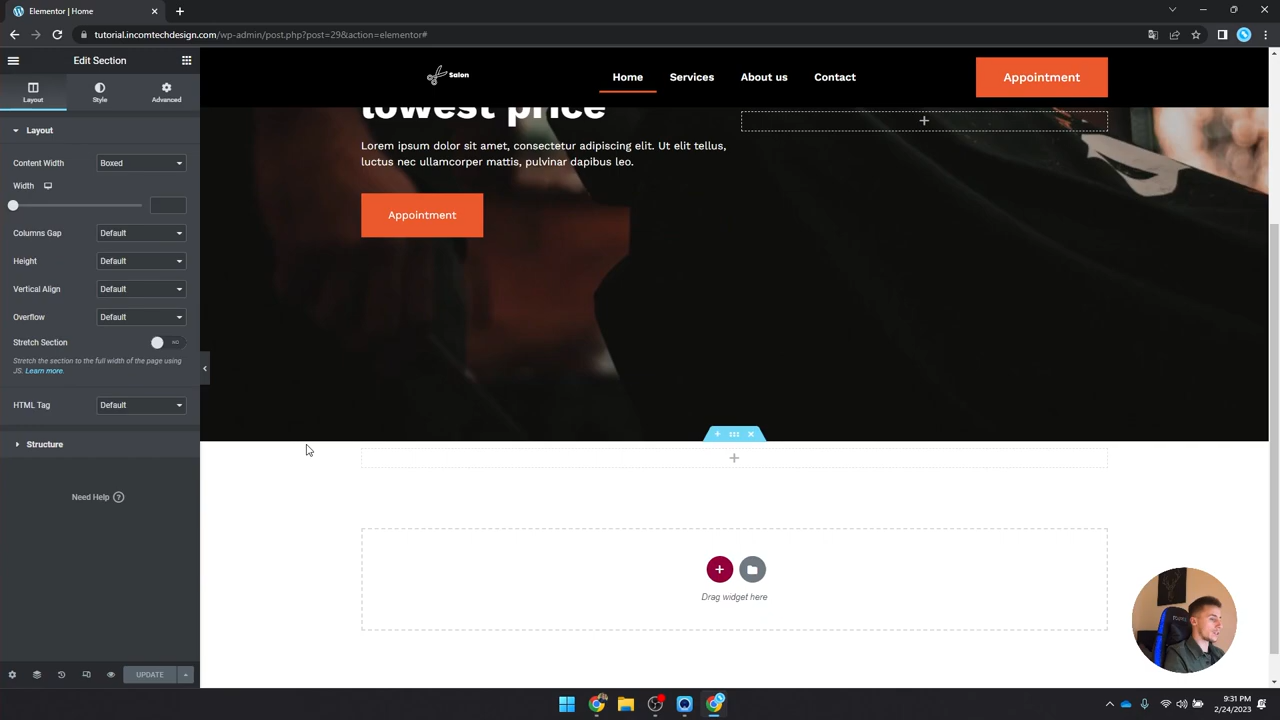 Elementor | Home
tutorial.incomtechdesign.com/wp-admin/post.php?post=29&action=elementor#
Edit Section
Layout
Style
Advanced
Layout
Content Width
Boxed
Width
Columns Gap
Default
Height
Default
Vertical Align
Default
Overflow
Default
Stretch Section
NO
Stretch the section to the full width of the page using
JS. Learn more.
HTML Tag
Default
Structure
Need Help
UPDATE
Salon
Home
Services
About us
Contact
Appointment
lowest price
Lorem ipsum dolor sit amet, consectetur adipiscing elit. Ut elit tellus,
luctus nec ullamcorper mattis, pulvinar dapibus leo.
Appointment
Drag widget here
9:31 PM
2/24/2023